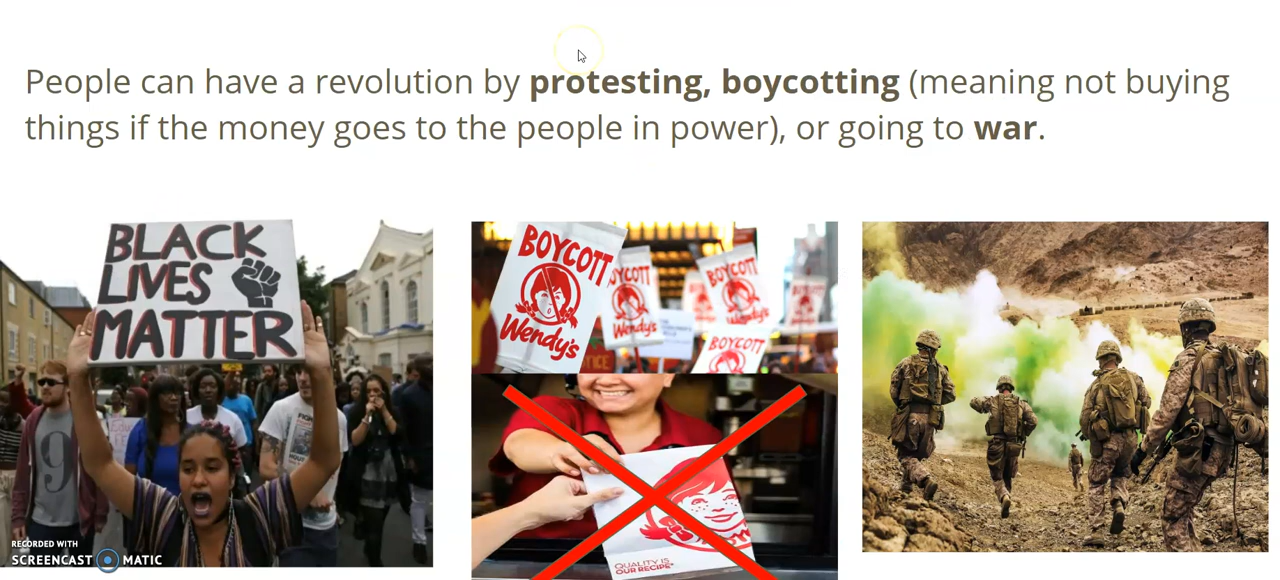 People can have a revolution by protesting, boycotting (meaning not buying
things if the money goes to the people in power), or going to war.
BLACK
LIVES
MATTER
9
BOYCOTT
Wendy's
BOYCOTT
Wendy's
BOYCOTT
QUALITY IS
OUR RECIPE
RECORDED WITH
SCREENCAST MATIC